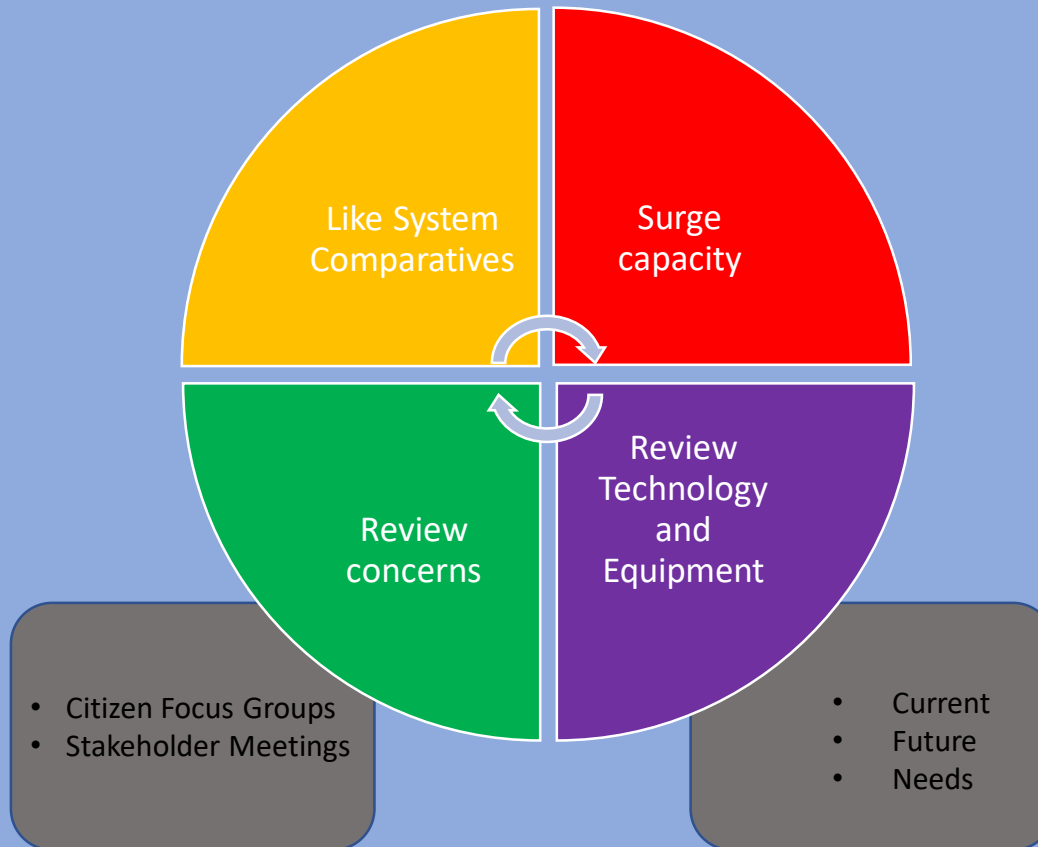 Like System
Comparatives
Surge
capacity
Review
concerns
Review
Technology
and
Equipment
• Citizen Focus Groups
• Stakeholder Meetings
• Current
• Future
• Needs